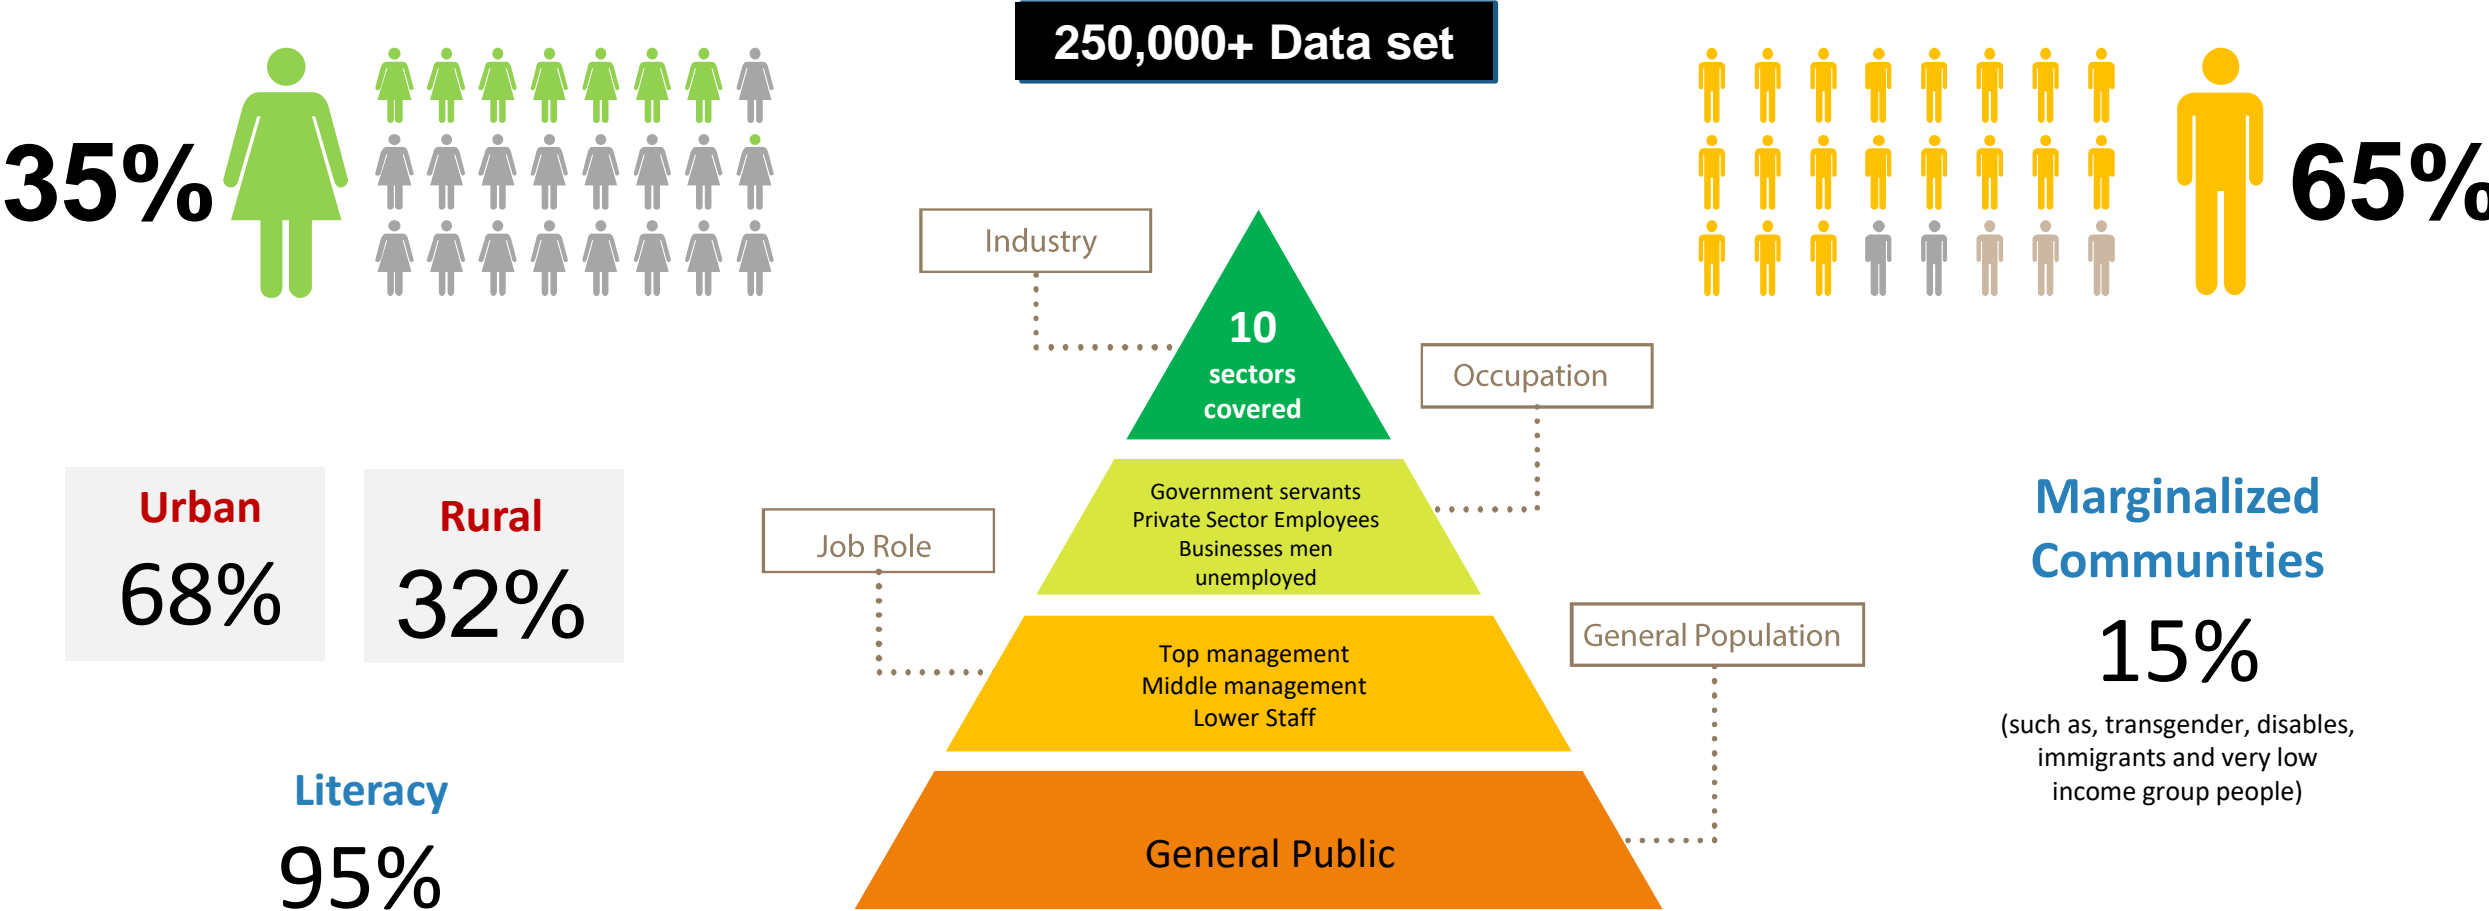 250,000+ Data set
35%
65%
Industry
10
sectors
covered
Occupation
Government servants
Private Sector Employees
Businesses men
unemployed
Job Role
Top management
Middle management
Lower Staff
General Population
General Public
Urban
68%
Rural
32%
Literacy
95%
Marginalized
Communities
15%
(such as, transgender, disables,
immigrants and very low
income group people)